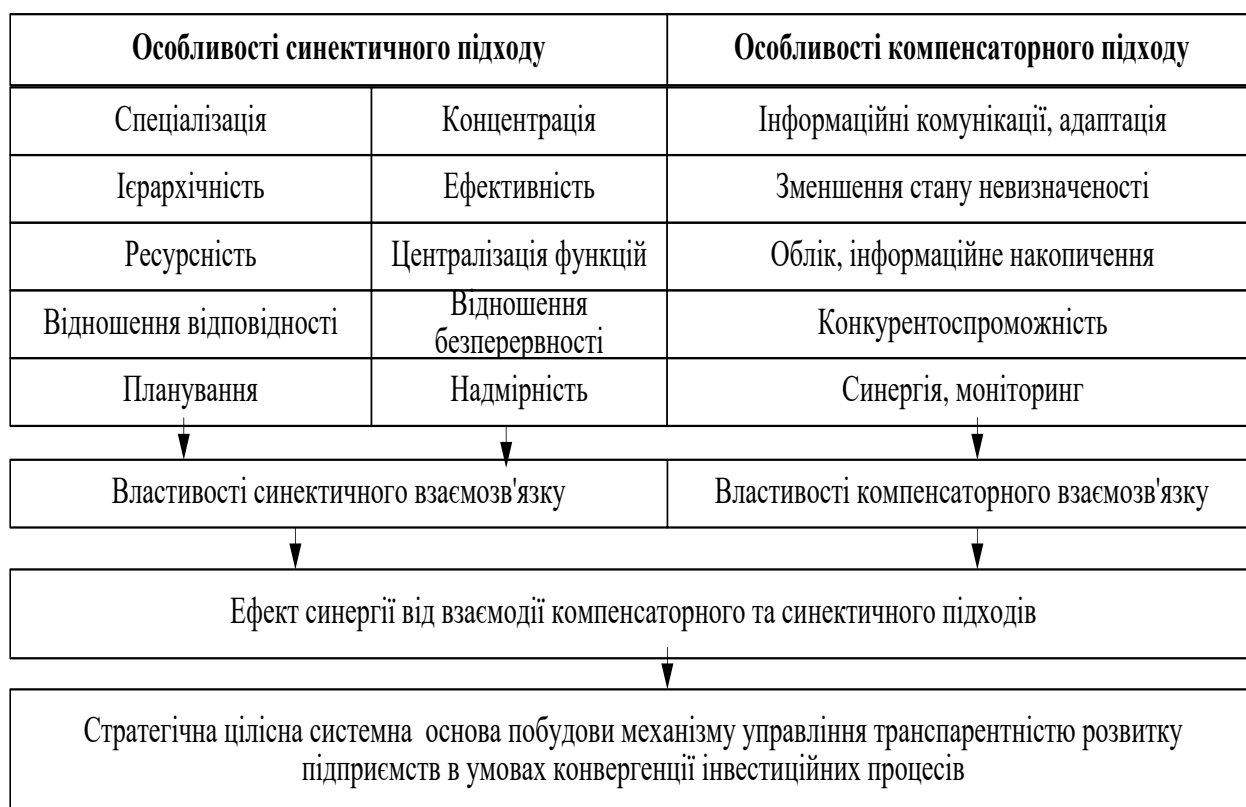 Особливості синектичного підходу
Особливості компенсаторного підходу
Спеціалізація
Концентрація
Інформаційні комунікації, адаптація
Ієрархічність
Ефективність
Зменшення стану невизначеності
Ресурсність
Централізація функцій
Облік, інформаційне накопичення
Відношення відповідності
Відношення
безперервності
Конкурентоспроможність
Планування
Надмірність
Синергія, моніторинг
Властивості синектичного взаємозв'язку
Властивості компенсаторного взаємозв'язку
Ефект синергії від взаємодії компенсаторного та синектичного підходів
Стратегічна цілісна системна основа побудови механізму управління транспарентністю розвитку
підприємств в умовах конвергенції інвестиційних процесів